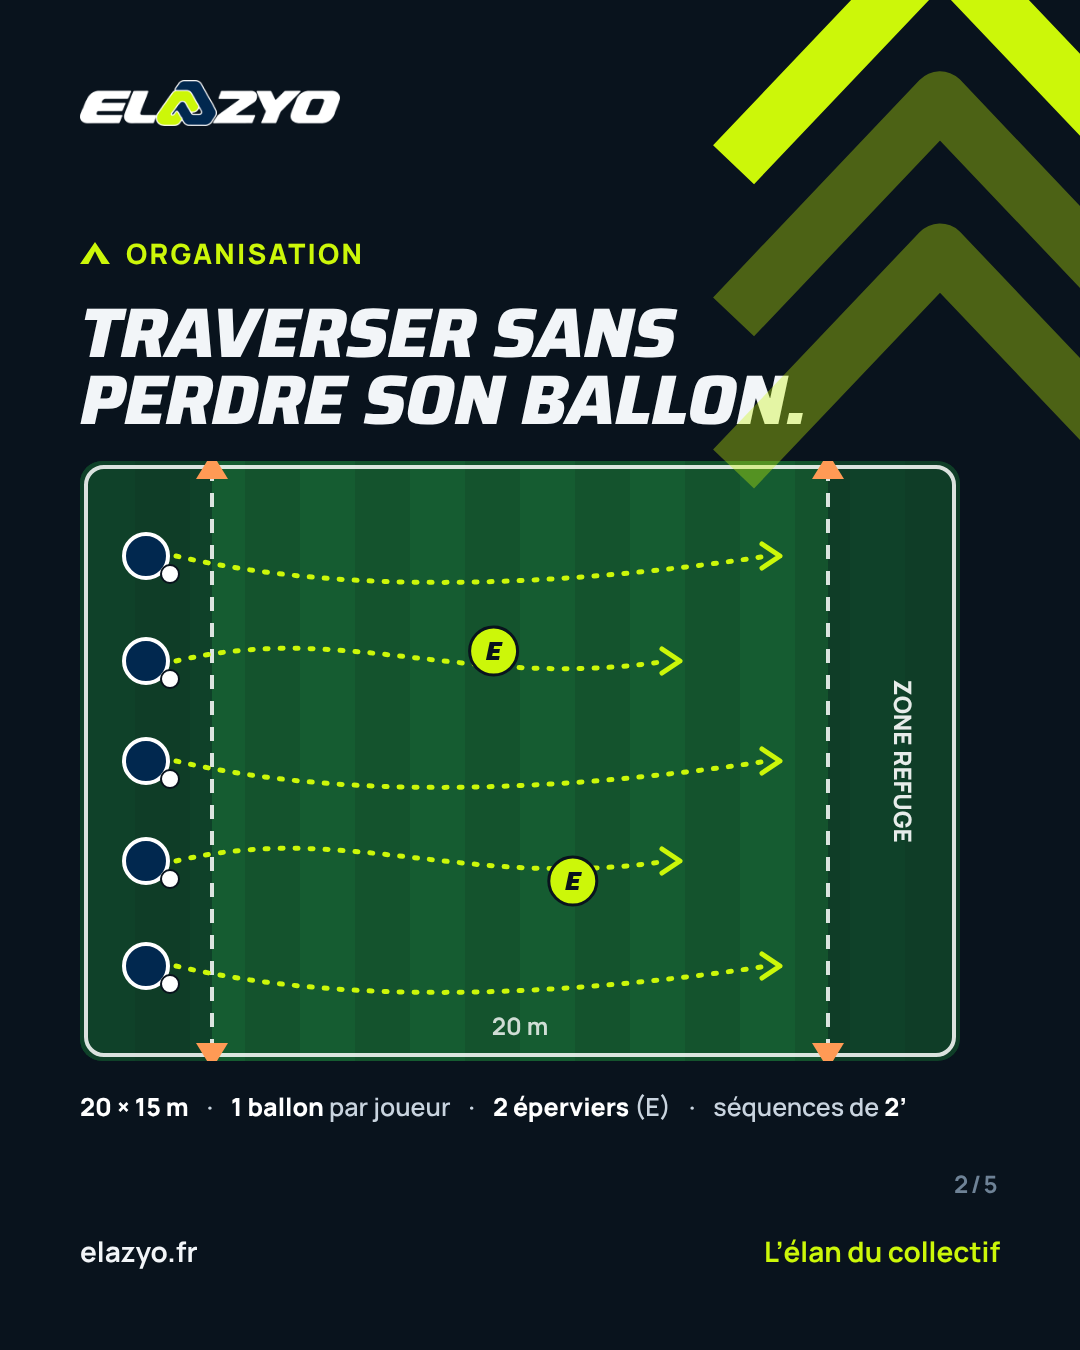 ELAZYO
ORGANISATION
TRAVERSER SANS
PERDRE SON BALLON.
E
ZONE REFUGE
E
20 m
20 × 15 m · 1 ballon par joueur · 2 éperviers (E) · séquences de 2’
2/5
elazyo.fr
L’élan du collectif